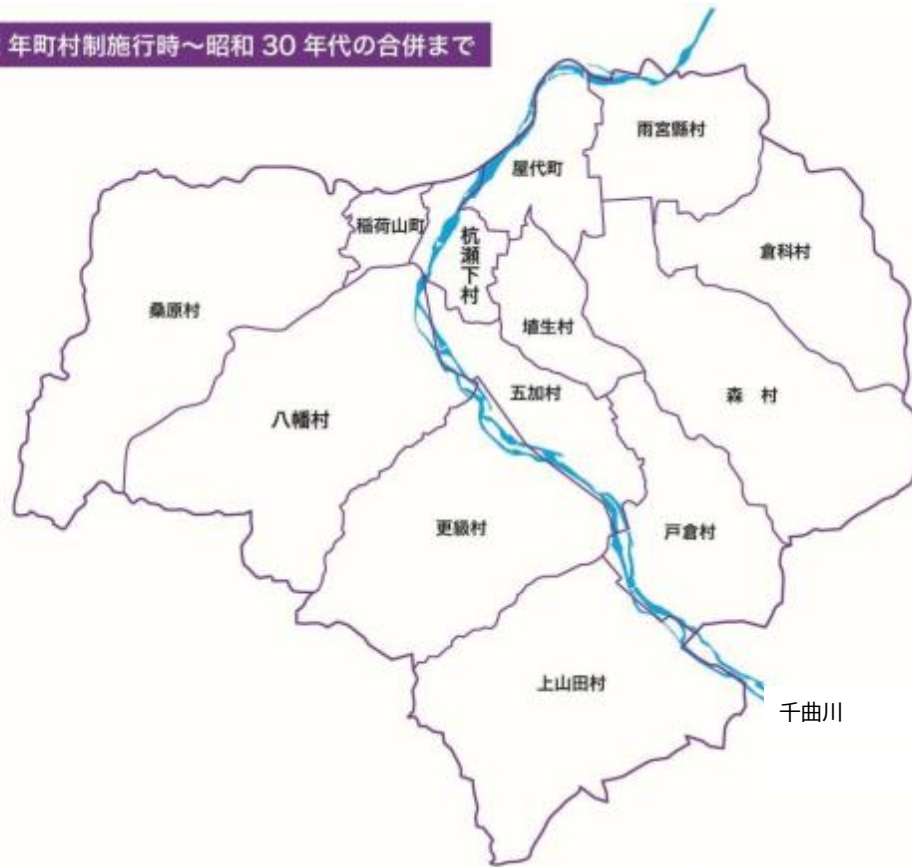 年町村制施行時～昭和 30 年代の合併まで
雨宮縣村
屋代町
稲荷山町
杭瀬下村
倉科村
桑原村
埴生村
五加村
森　村
八幡村
更級村
戸倉村
上山田村
千曲川